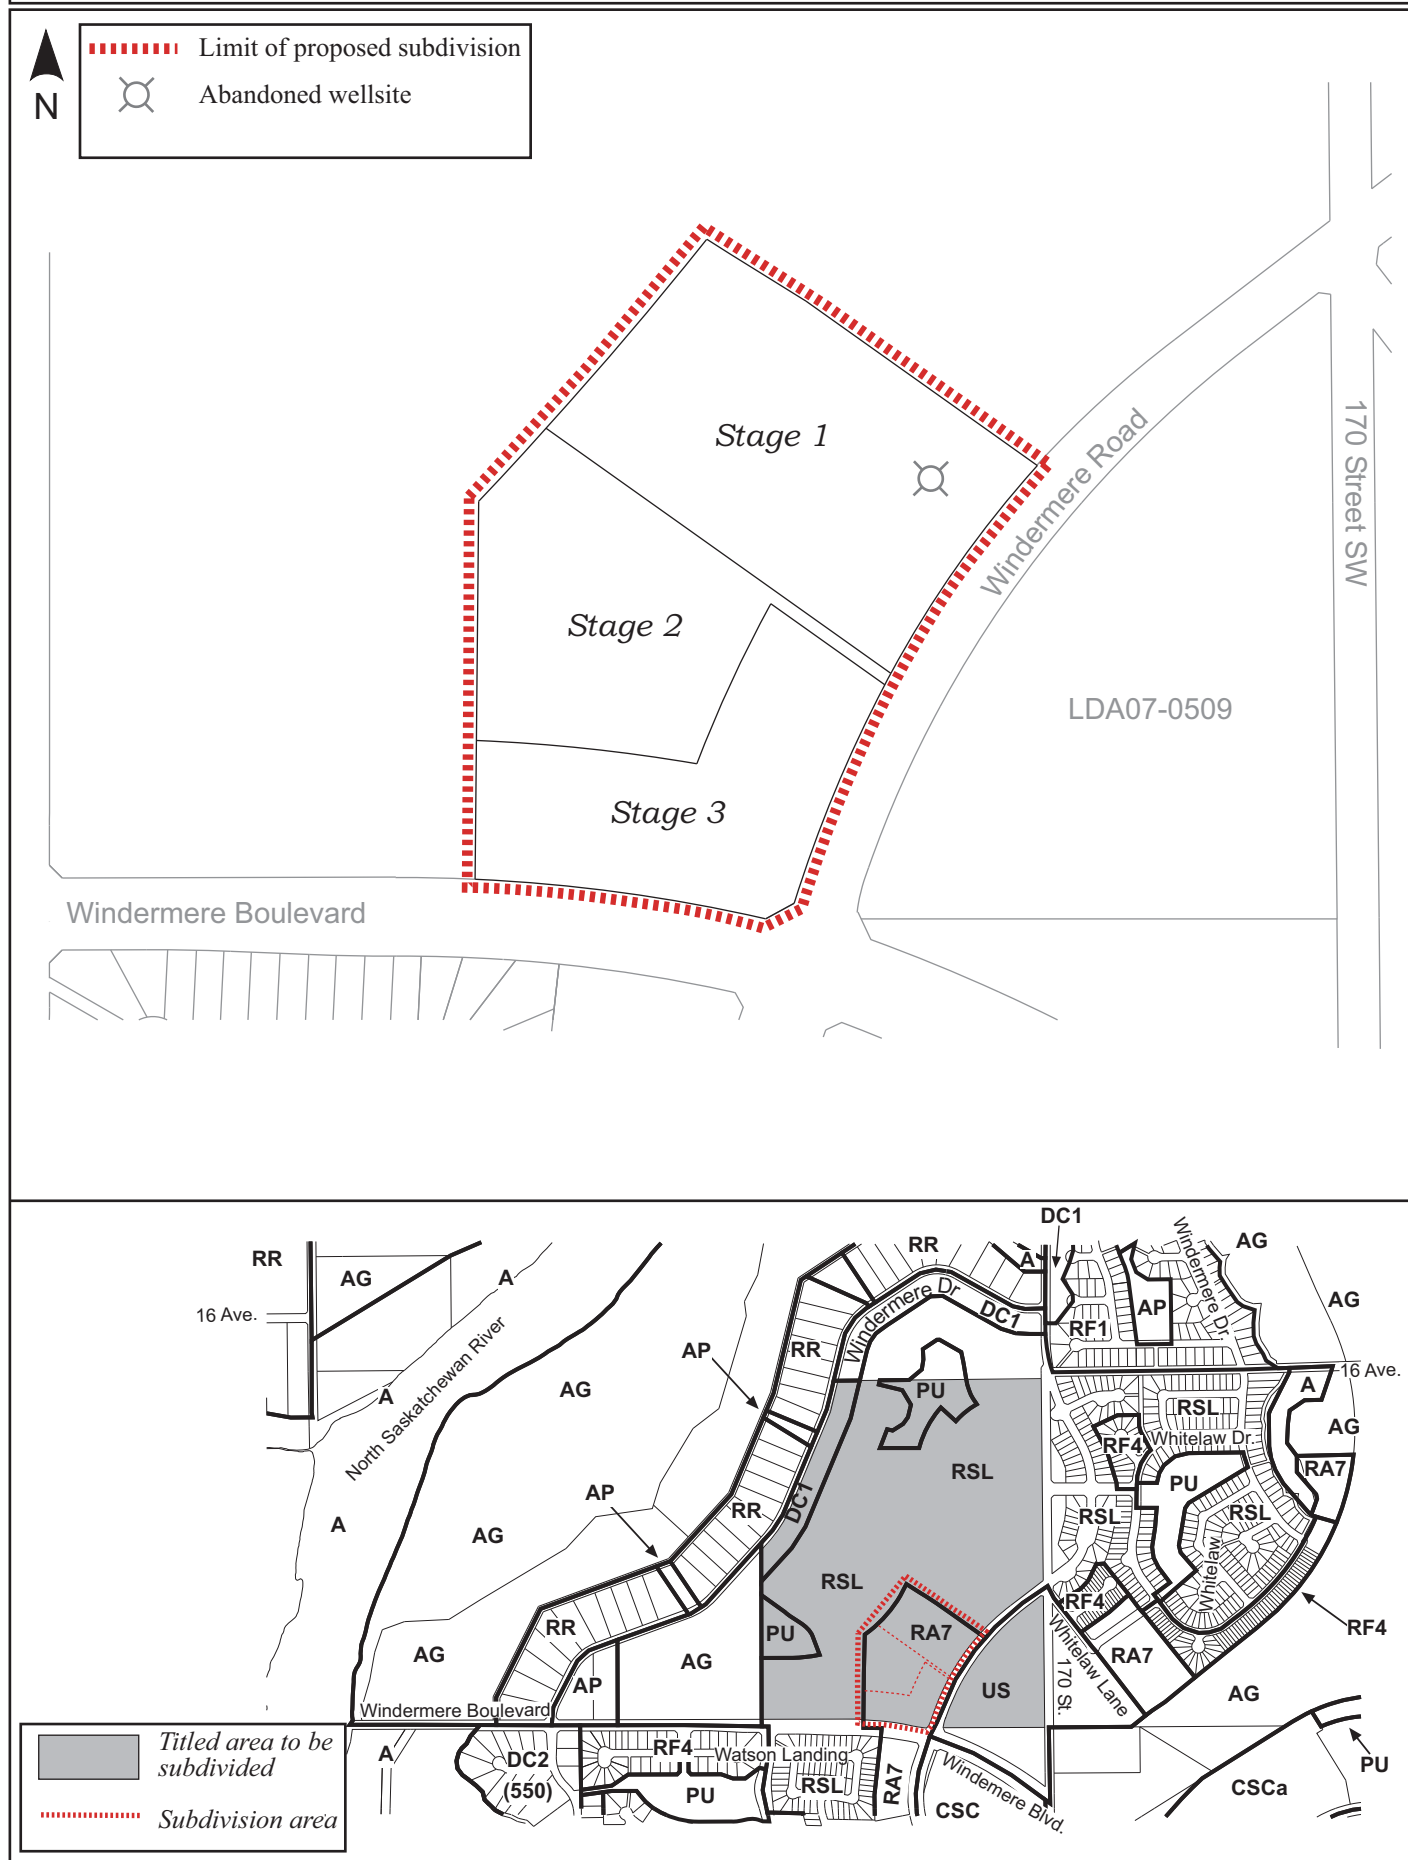 Limit of proposed subdivision
Abandoned wellsite
N
Stage 1
Windermere Road
170 Street SW
Stage 2
LDA07-0509
Stage 3
Windermere Boulevard
DC1
RR
AG
A
RR
A
Windermere Dr.
AG
16 Ave.
North Saskatchewan River
Windermere Dr
DC1
AP
RF1
AG
AP
RR
16 Ave.
A
AG
PU
RSL
A
AG
RF4
Whitelaw Dr.
RSL
PU
RA7
AP
RR
DC1
RSL
RSL
A
AG
RSL
Whitelaw
RF4
RF4
RR
PU
RA7
AG
AG
AP
US
170 St.
Whitelaw Lane
RA7
AG
Windermere Boulevard
Titled area to be
subdivided
Subdivision area
A
DC2
(550)
RF4
Watson Landing
RSL
PU
RA7
CSC
Windemere Blvd.
CSCa
PU